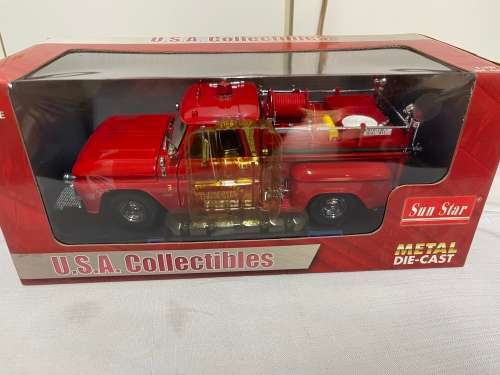 U.S.A. Collectibles
E
Sun Star
METAL
DIE-CAST
U.S.A. Collectibles